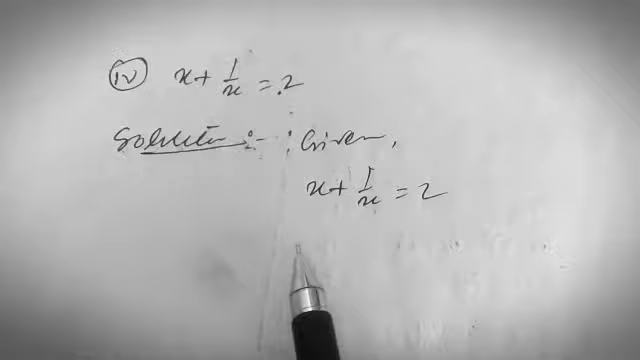 (iv) x + 1/x = 2
Solution :- Given,
x + 1/x = 2